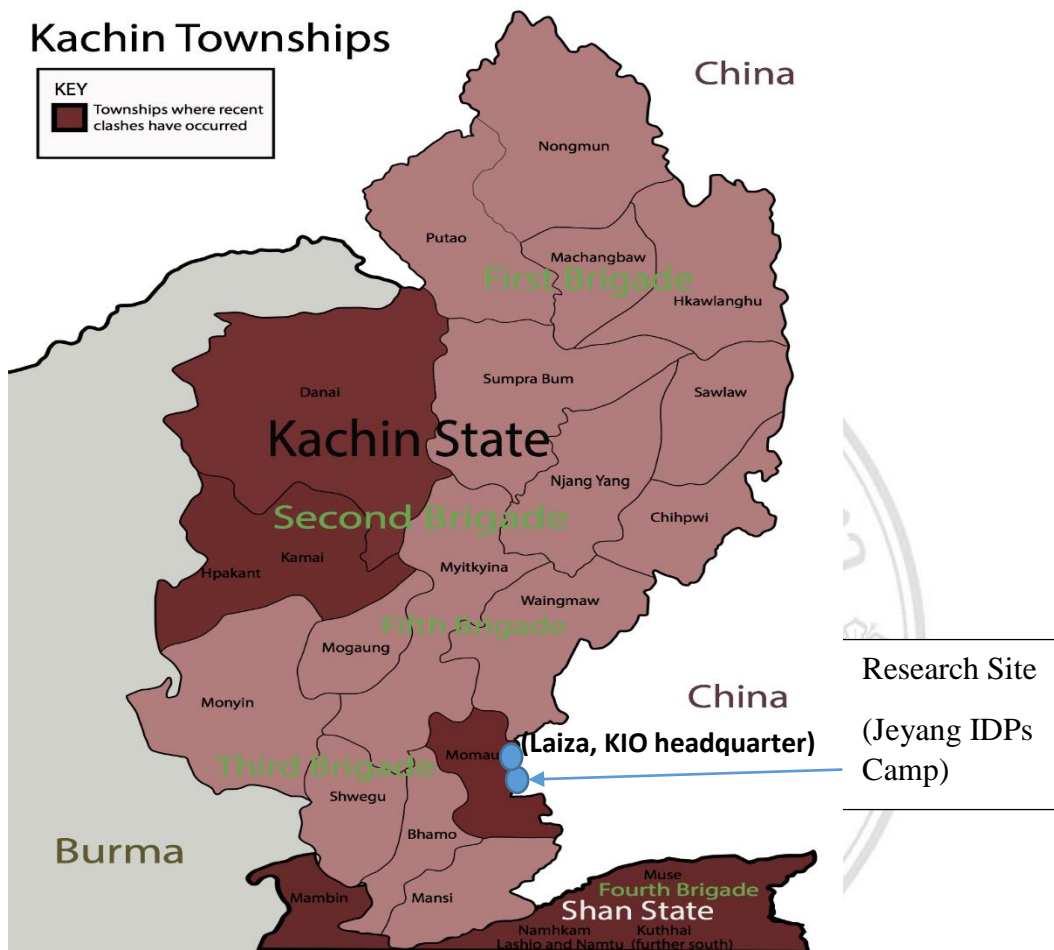 Kachin Townships
KEY
Townships where recent
clashes have occurred
China
Nongmun
Putao
Machangbaw
First Brigade
Hkawlanghu
Danai
Sumpra Bum
Sawlaw
Kachin State
Njang Yang
Second Brigade
Chihpwi
Kamai
Hpakant
Myitkyina
Waingmaw
Fifth Brigade
Mogaung
Research Site
(Jeyang IDPs
Camp)
China
Monyin
Momau
(Laiza, KIO headquarter)
Third Brigade
Shwegu
Bhamo
Burma
Mambin
Mansi
Muse
Fourth Brigade
Shan State
Namhkam
Kuthhai
Lashio and Namtu
(further south)